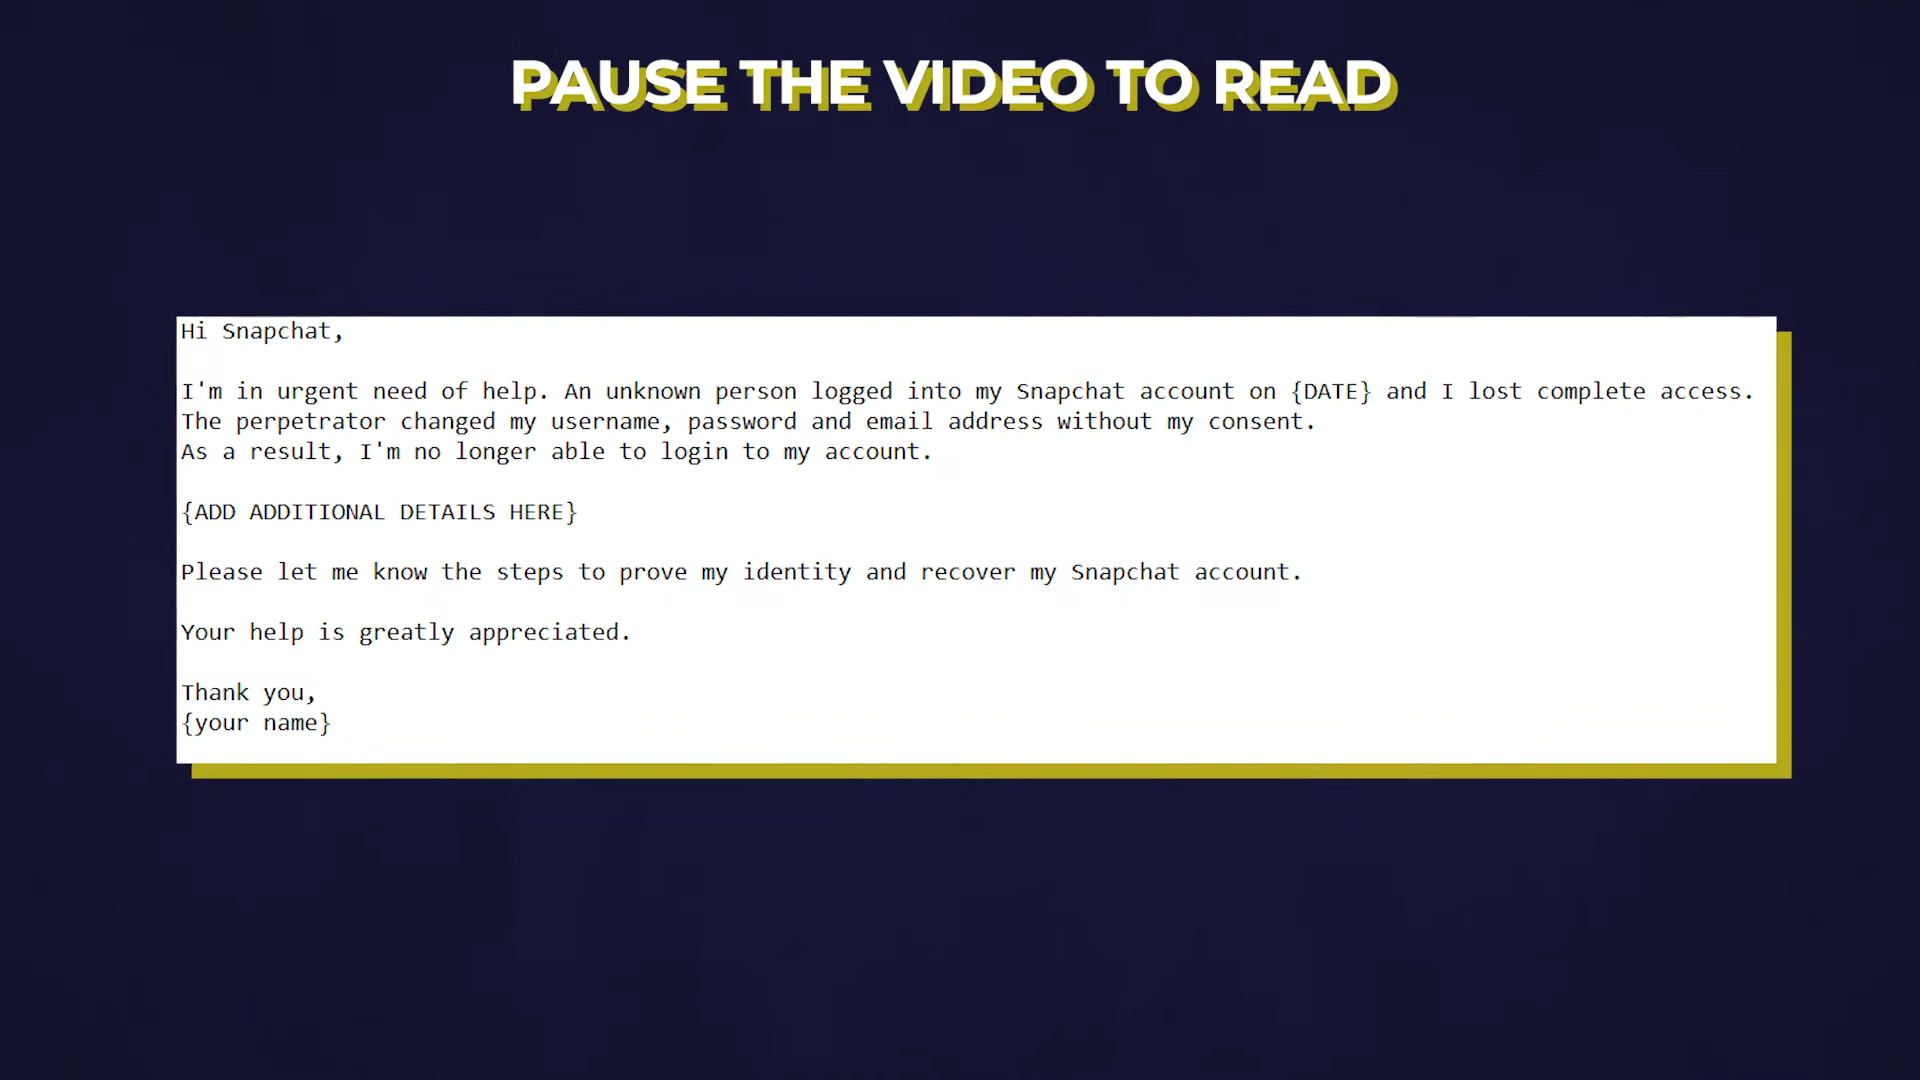 PAUSE THE VIDEO TO READ
Hi Snapchat,
I'm in urgent need of help. An unknown person logged into my Snapchat account on {DATE} and I lost complete access.
The perpetrator changed my username, password and email address without my consent.
As a result, I'm no longer able to login to my account.
{ADD ADDITIONAL DETAILS HERE}
Please let me know the steps to prove my identity and recover my Snapchat account.
Your help is greatly appreciated.
Thank you,
{your name}